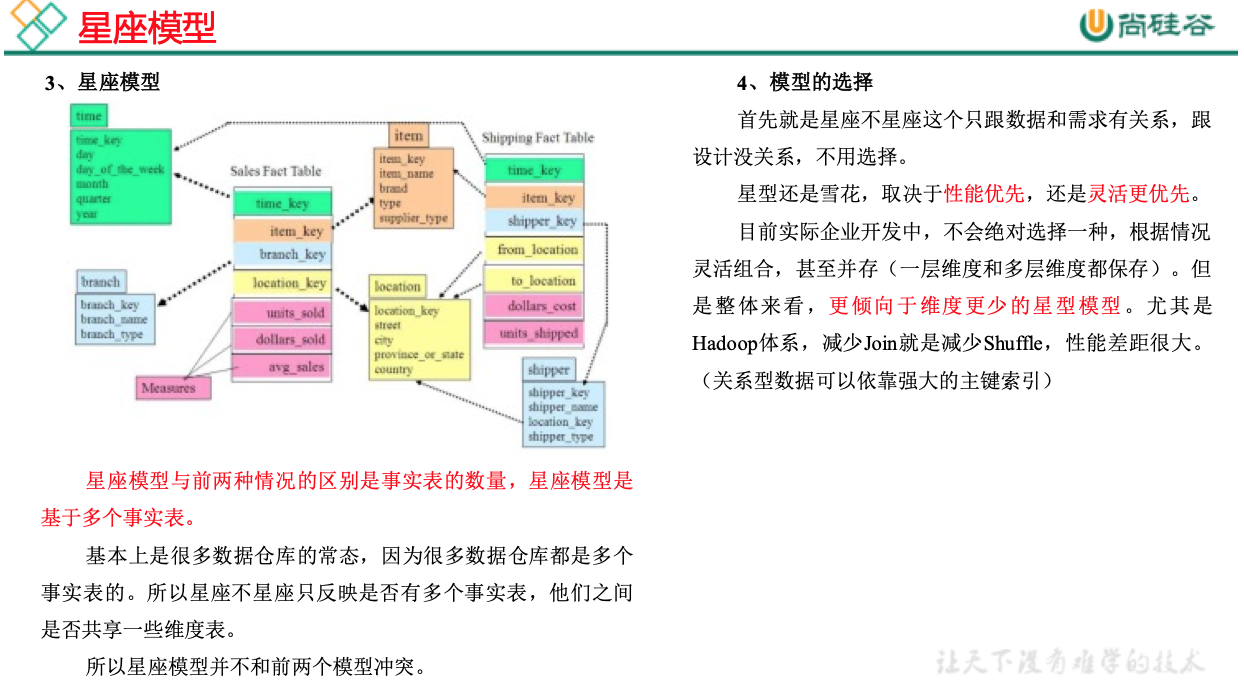 星座模型
尚硅谷
3、星座模型
time
time_key
day
day_of_the_week
month
quarter
year
Sales Fact Table
time_key
item_key
branch_key
location_key
units_sold
dollars_sold
avg_sales
Measures
branch
branch_key
branch_name
branch_type
item
item_key
item_name
brand
type
supplier_type
location
location_key
street
city
province_or_state
country
Shipping Fact Table
time_key
item_key
shipper_key
from_location
to_location
dollars_cost
units_shipped
shipper
shipper_key
shipper_name
location_key
shipper_type
星座模型与前两种情况的区别是事实表的数量，星座模型是
基于多个事实表。
基本上是很多数据仓库的常态，因为很多数据仓库都是多个
事实表的。所以星座不星座只反映是否有多个事实表，他们之间
是否共享一些维度表。
所以星座模型并不和前两个模型冲突。
4、模型的选择
首先就是星座不星座这个只跟数据和需求有关系，跟
设计没关系，不用选择。
星型还是雪花，取决于性能优先，还是灵活更优先。
目前实际企业开发中，不会绝对选择一种，根据情况
灵活组合，甚至并存（一层维度和多层维度都保存）。但
是整体来看，更倾向于维度更少的星型模型。尤其是
Hadoop体系，减少Join就是减少Shuffle，性能差距很大。
（关系型数据可以依靠强大的主键索引）
让天下没有难学的技术